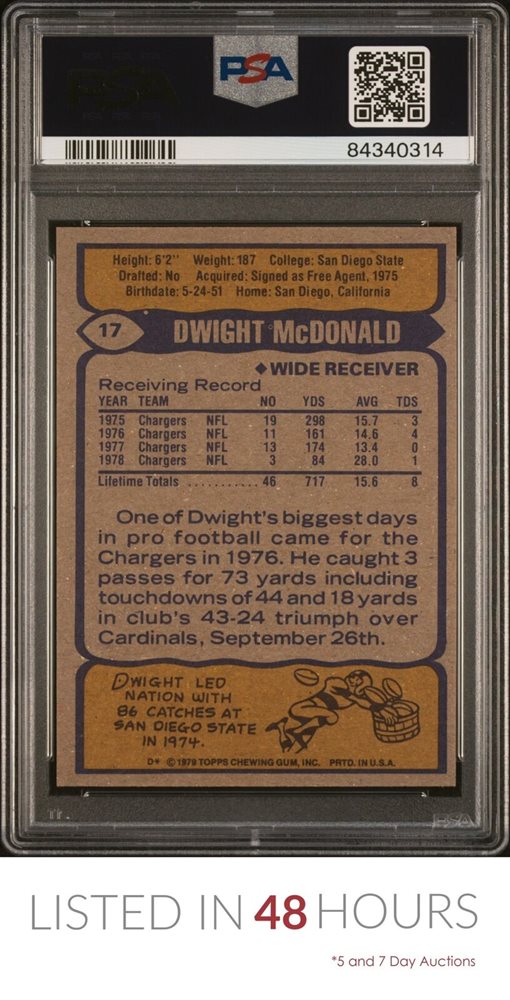 PSA
84340314
Height: 6'2" Weight: 187 College: San Diego State
Drafted: No Acquired: Signed as Free Agent, 1975
Birthdate: 5-24-51 Home: San Diego, California
17 DWIGHT McDONALD
◆WIDE RECEIVER
Receiving Record
YEAR TEAM NO YDS AVG TDS
1975 Chargers NFL 19 298 15.7 3
1976 Chargers NFL 11 161 14.6 4
1977 Chargers NFL 13 174 13.4 0
1978 Chargers NFL 3 84 28.0 1
Lifetime Totals ........... 46 717 15.6 8
One of Dwight's biggest days
in pro football came for the
Chargers in 1976. He caught 3
passes for 73 yards including
touchdowns of 44 and 18 yards
in club's 43-24 triumph over
Cardinals, September 26th.
DWIGHT LED
NATION WITH
86 CATCHES AT
SAN DIEGO STATE
IN 1974.
D* © 1979 TOPPS CHEWING GUM, INC. PRTD. IN U.S.A.
PSA
LISTED IN 48 HOURS
*5 and 7 Day Auctions